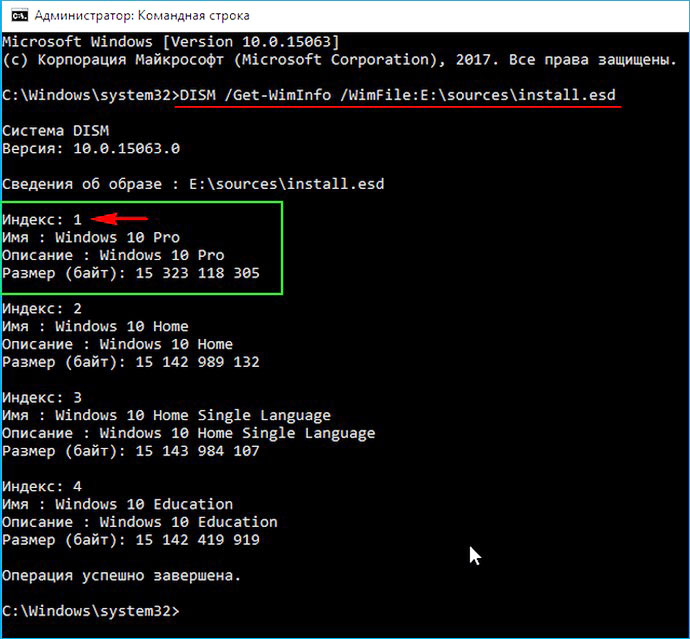 Администратор: Командная строка
Microsoft Windows [Version 10.0.15063]
(c) Корпорация Майкрософт (Microsoft Corporation), 2017. Все права защищены.
C:\Windows\system32>DISM /Get-WimInfo /WimFile:E:\sources\install.esd
Cистема DISM
Версия: 10.0.15063.0
Сведения об образе : E:\sources\install.esd
Индекс: 1
Имя : Windows 10 Pro
Описание : Windows 10 Pro
Размер (байт): 15 323 118 305
Индекс: 2
Имя : Windows 10 Home
Описание : Windows 10 Home
Размер (байт): 15 142 989 132
Индекс: 3
Имя : Windows 10 Home Single Language
Описание : Windows 10 Home Single Language
Размер (байт): 15 143 984 107
Индекс: 4
Имя : Windows 10 Education
Описание : Windows 10 Education
Размер (байт): 15 142 419 919
Операция успешно завершена.
C:\Windows\system32>